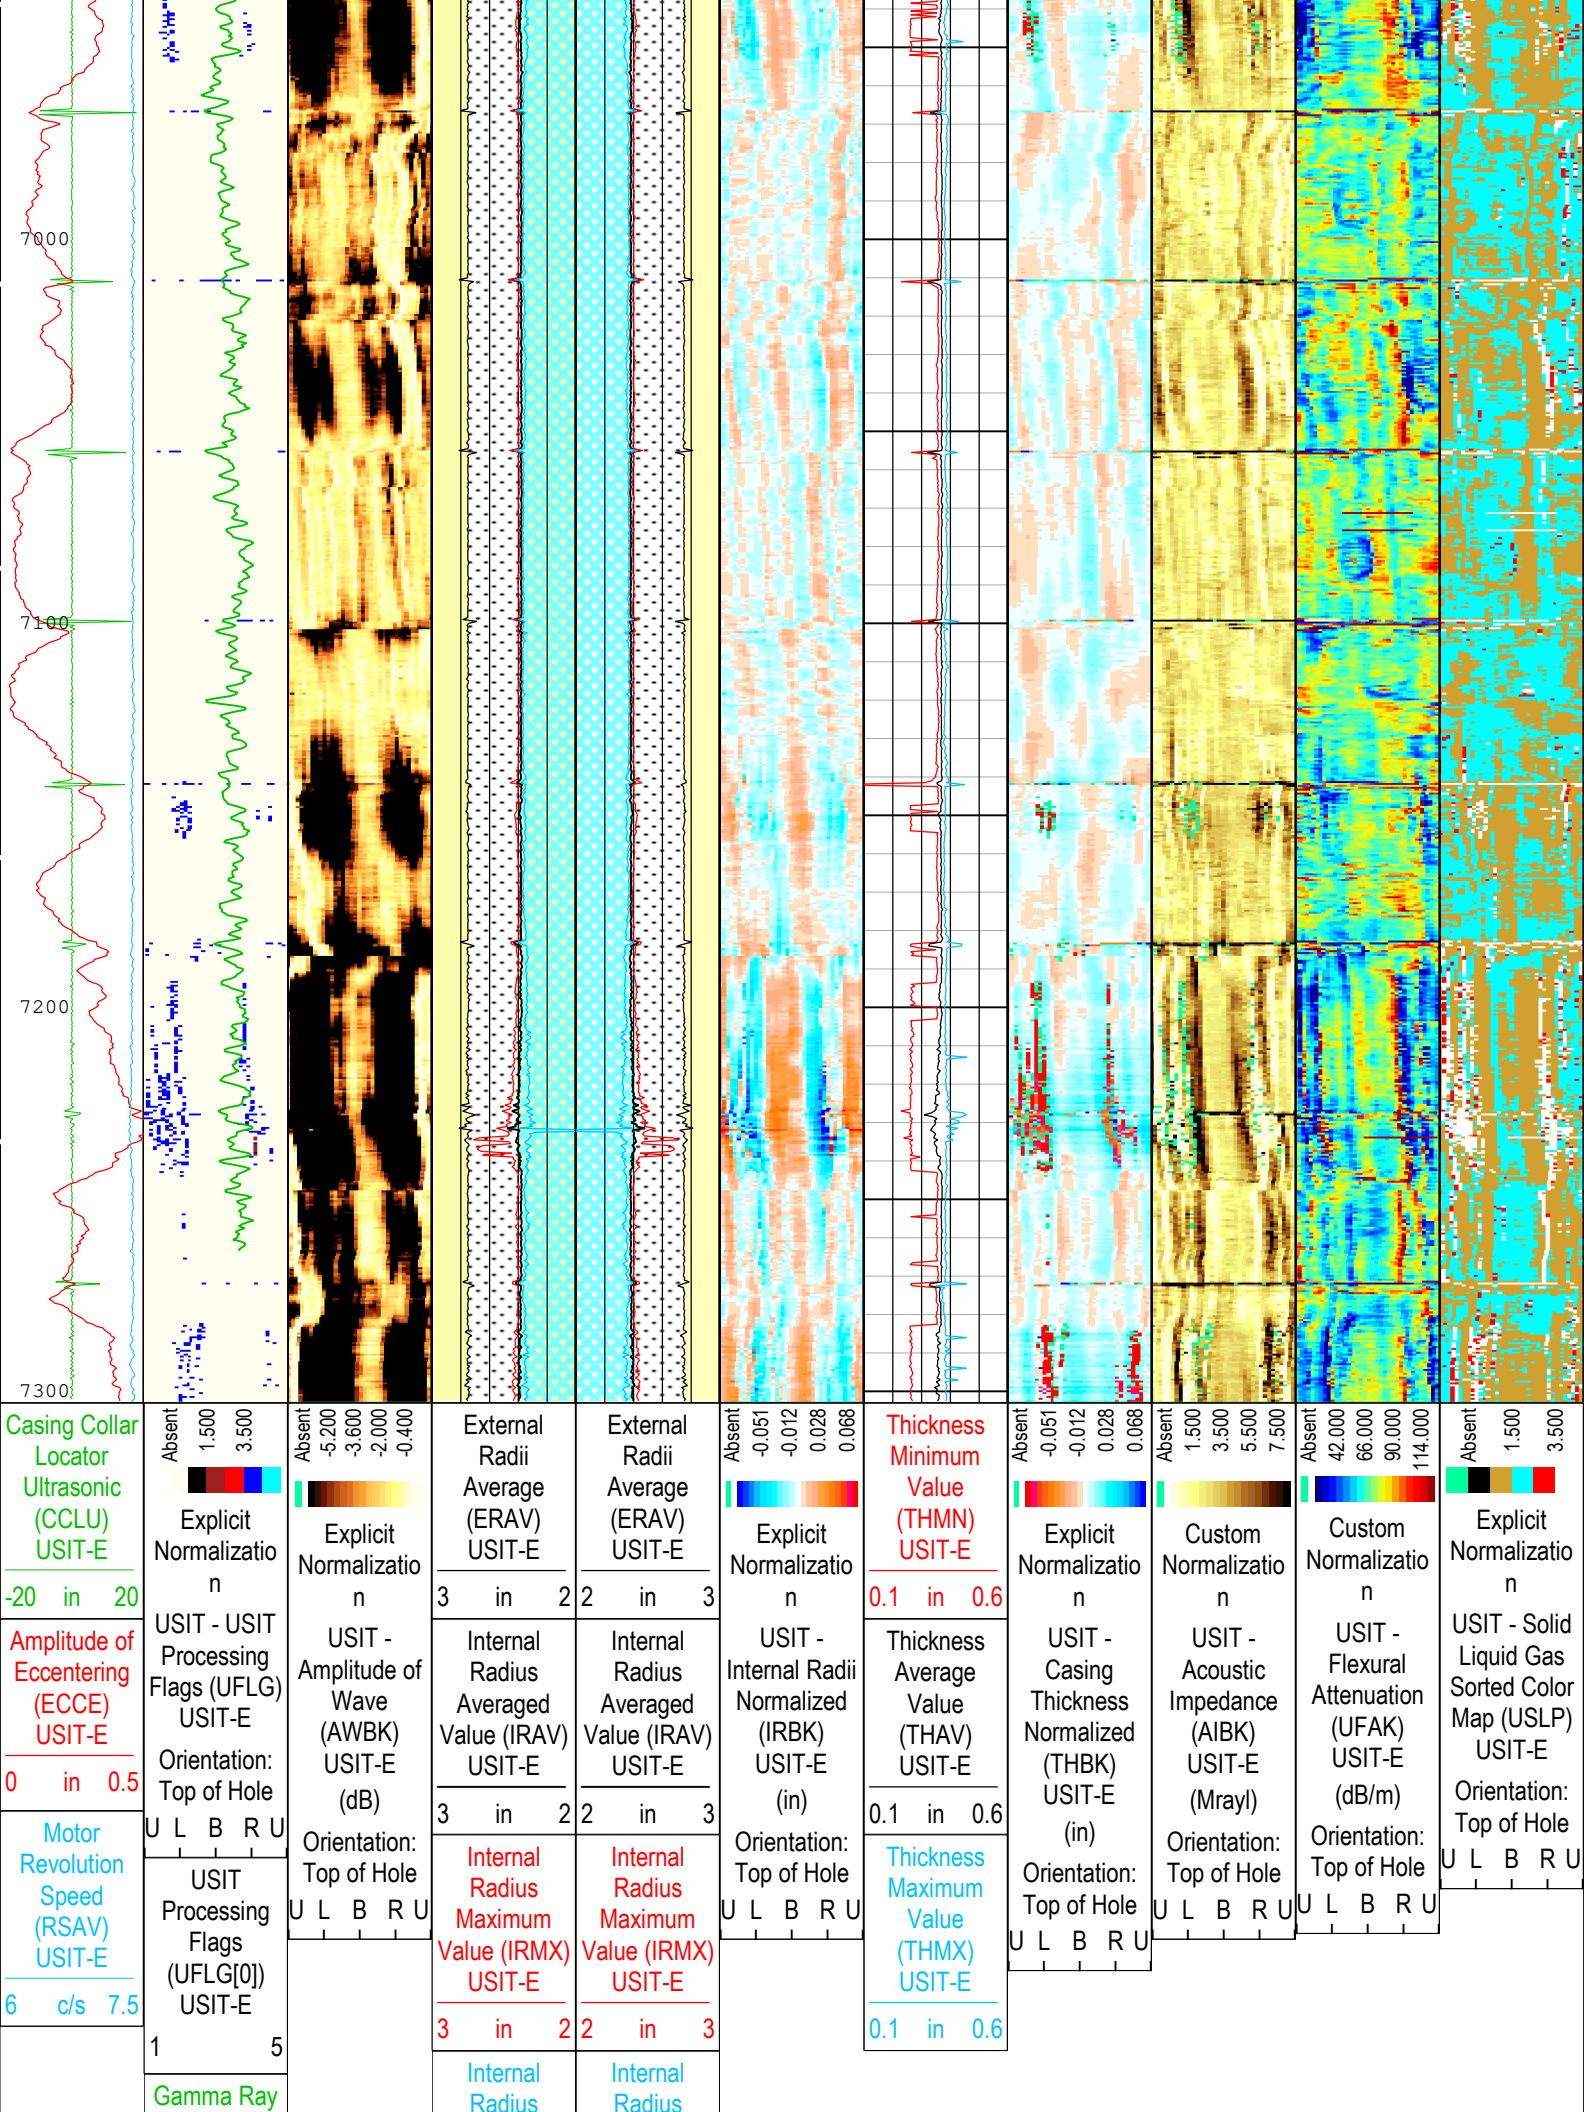 7000
7100
7200
7300
Casing Collar
Locator
Ultrasonic
(CCLU)
USIT-E
-20 in 20
Amplitude of
Eccentering
(ECCE)
USIT-E
0 in 0.5
Motor
Revolution
Speed
(RSAV)
USIT-E
6 c/s 7.5
Absent
1.500
3.500
Explicit
Normalizatio
n
USIT - USIT
Processing
Flags (UFLG)
USIT-E
Orientation:
Top of Hole
U L B R U
USIT
Processing
Flags
(UFLG[0])
USIT-E
1 5
Gamma Ray
Absent
-5.200
-3.600
-2.000
-0.400
Explicit
Normalizatio
n
USIT -
Amplitude of
Wave
(AWBK)
USIT-E
(dB)
Orientation:
Top of Hole
U L B R U
External
Radii
Average
(ERAV)
USIT-E
3 in 2
Internal
Radius
Averaged
Value (IRAV)
USIT-E
3 in 2
Internal
Radius
Maximum
Value (IRMX)
USIT-E
3 in 2
Internal
Radius
External
Radii
Average
(ERAV)
USIT-E
2 in 3
Internal
Radius
Averaged
Value (IRAV)
USIT-E
2 in 3
Internal
Radius
Maximum
Value (IRMX)
USIT-E
2 in 3
Internal
Radius
Absent
-0.051
-0.012
0.028
0.068
Explicit
Normalizatio
n
USIT -
Internal Radii
Normalized
(IRBK)
USIT-E
(in)
Orientation:
Top of Hole
U L B R U
Thickness
Minimum
Value
(THMN)
USIT-E
0.1 in 0.6
Thickness
Average
Value
(THAV)
USIT-E
0.1 in 0.6
Thickness
Maximum
Value
(THMX)
USIT-E
0.1 in 0.6
Absent
-0.051
-0.012
0.028
0.068
Explicit
Normalizatio
n
USIT -
Casing
Thickness
Normalized
(THBK)
USIT-E
(in)
Orientation:
Top of Hole
U L B R U
Absent
1.500
3.500
5.500
7.500
Custom
Normalizatio
n
USIT -
Acoustic
Impedance
(AIBK)
USIT-E
(Mrayl)
Orientation:
Top of Hole
U L B R U
Absent
42.000
66.000
90.000
114.000
Custom
Normalizatio
n
USIT -
Flexural
Attenuation
(UFAK)
USIT-E
(dB/m)
Orientation:
Top of Hole
U L B R U
Absent
1.500
3.500
Explicit
Normalizatio
n
USIT - Solid
Liquid Gas
Sorted Color
Map (USLP)
USIT-E
Orientation:
Top of Hole
U L B R U